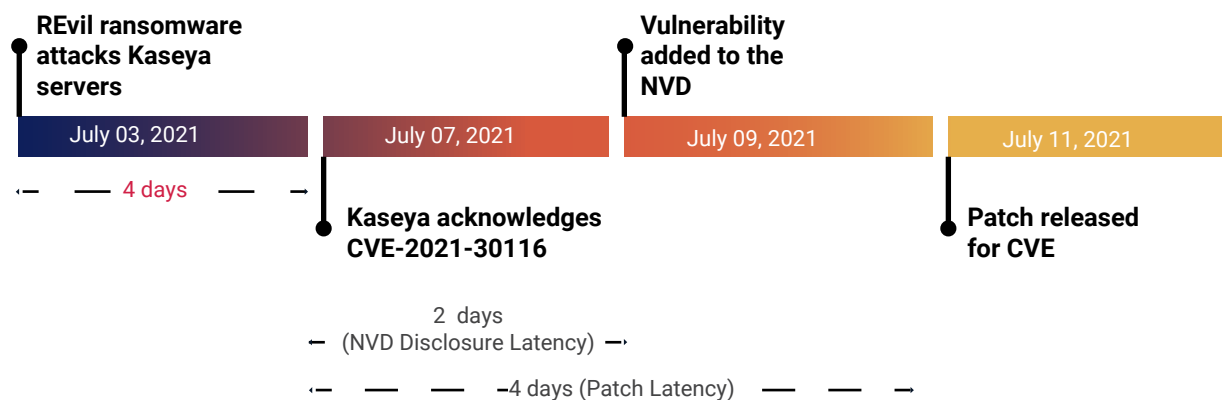 REvil ransomware
attacks Kaseya
servers
Vulnerability
added to the
NVD
July 03, 2021
July 07, 2021
July 09, 2021
July 11, 2021
4 days
Kaseya acknowledges
CVE-2021-30116
Patch released
for CVE
2 days
(NVD Disclosure Latency)
4 days (Patch Latency)